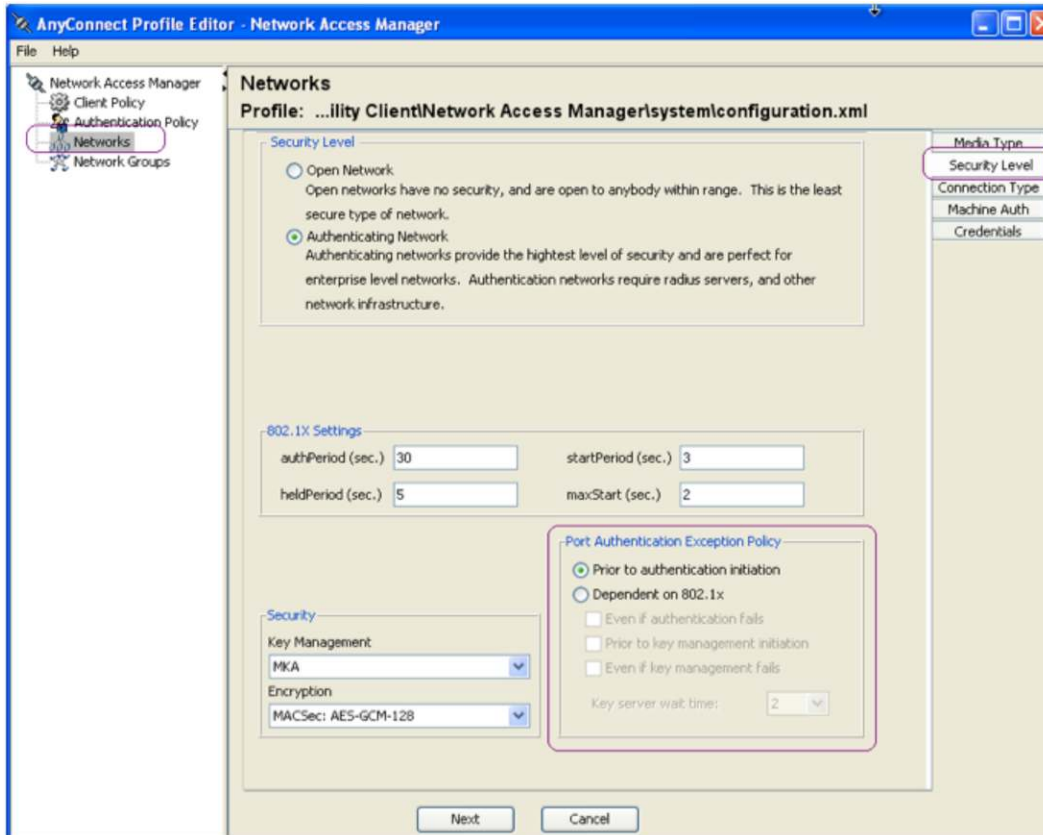 AnyConnect Profile Editor - Network Access Manager
File Help
Network Access Manager
Client Policy
Authentication Policy
Networks
Network Groups
Networks
Profile: ...ility Client\Network Access Manager\system\configuration.xml
Media Type
Security Level
Connection Type
Machine Auth
Credentials
Security Level
Open Network
Open networks have no security, and are open to anybody within range. This is the least
secure type of network.
Authenticating Network
Authenticating networks provide the highest level of security and are perfect for
enterprise level networks. Authentication networks require radius servers, and other
network infrastructure.
802.1X Settings
authPeriod (sec.) 30 startPeriod (sec.) 3
heldPeriod (sec.) 5 maxStart (sec.) 2
Port Authentication Exception Policy
Prior to authentication initiation
Dependent on 802.1x
Even if authentication fails
Prior to key management initiation
Even if key management fails
Key server wait time: 2
Security
Key Management
MKA
Encryption
MACSec: AES-GCM-128
Next Cancel